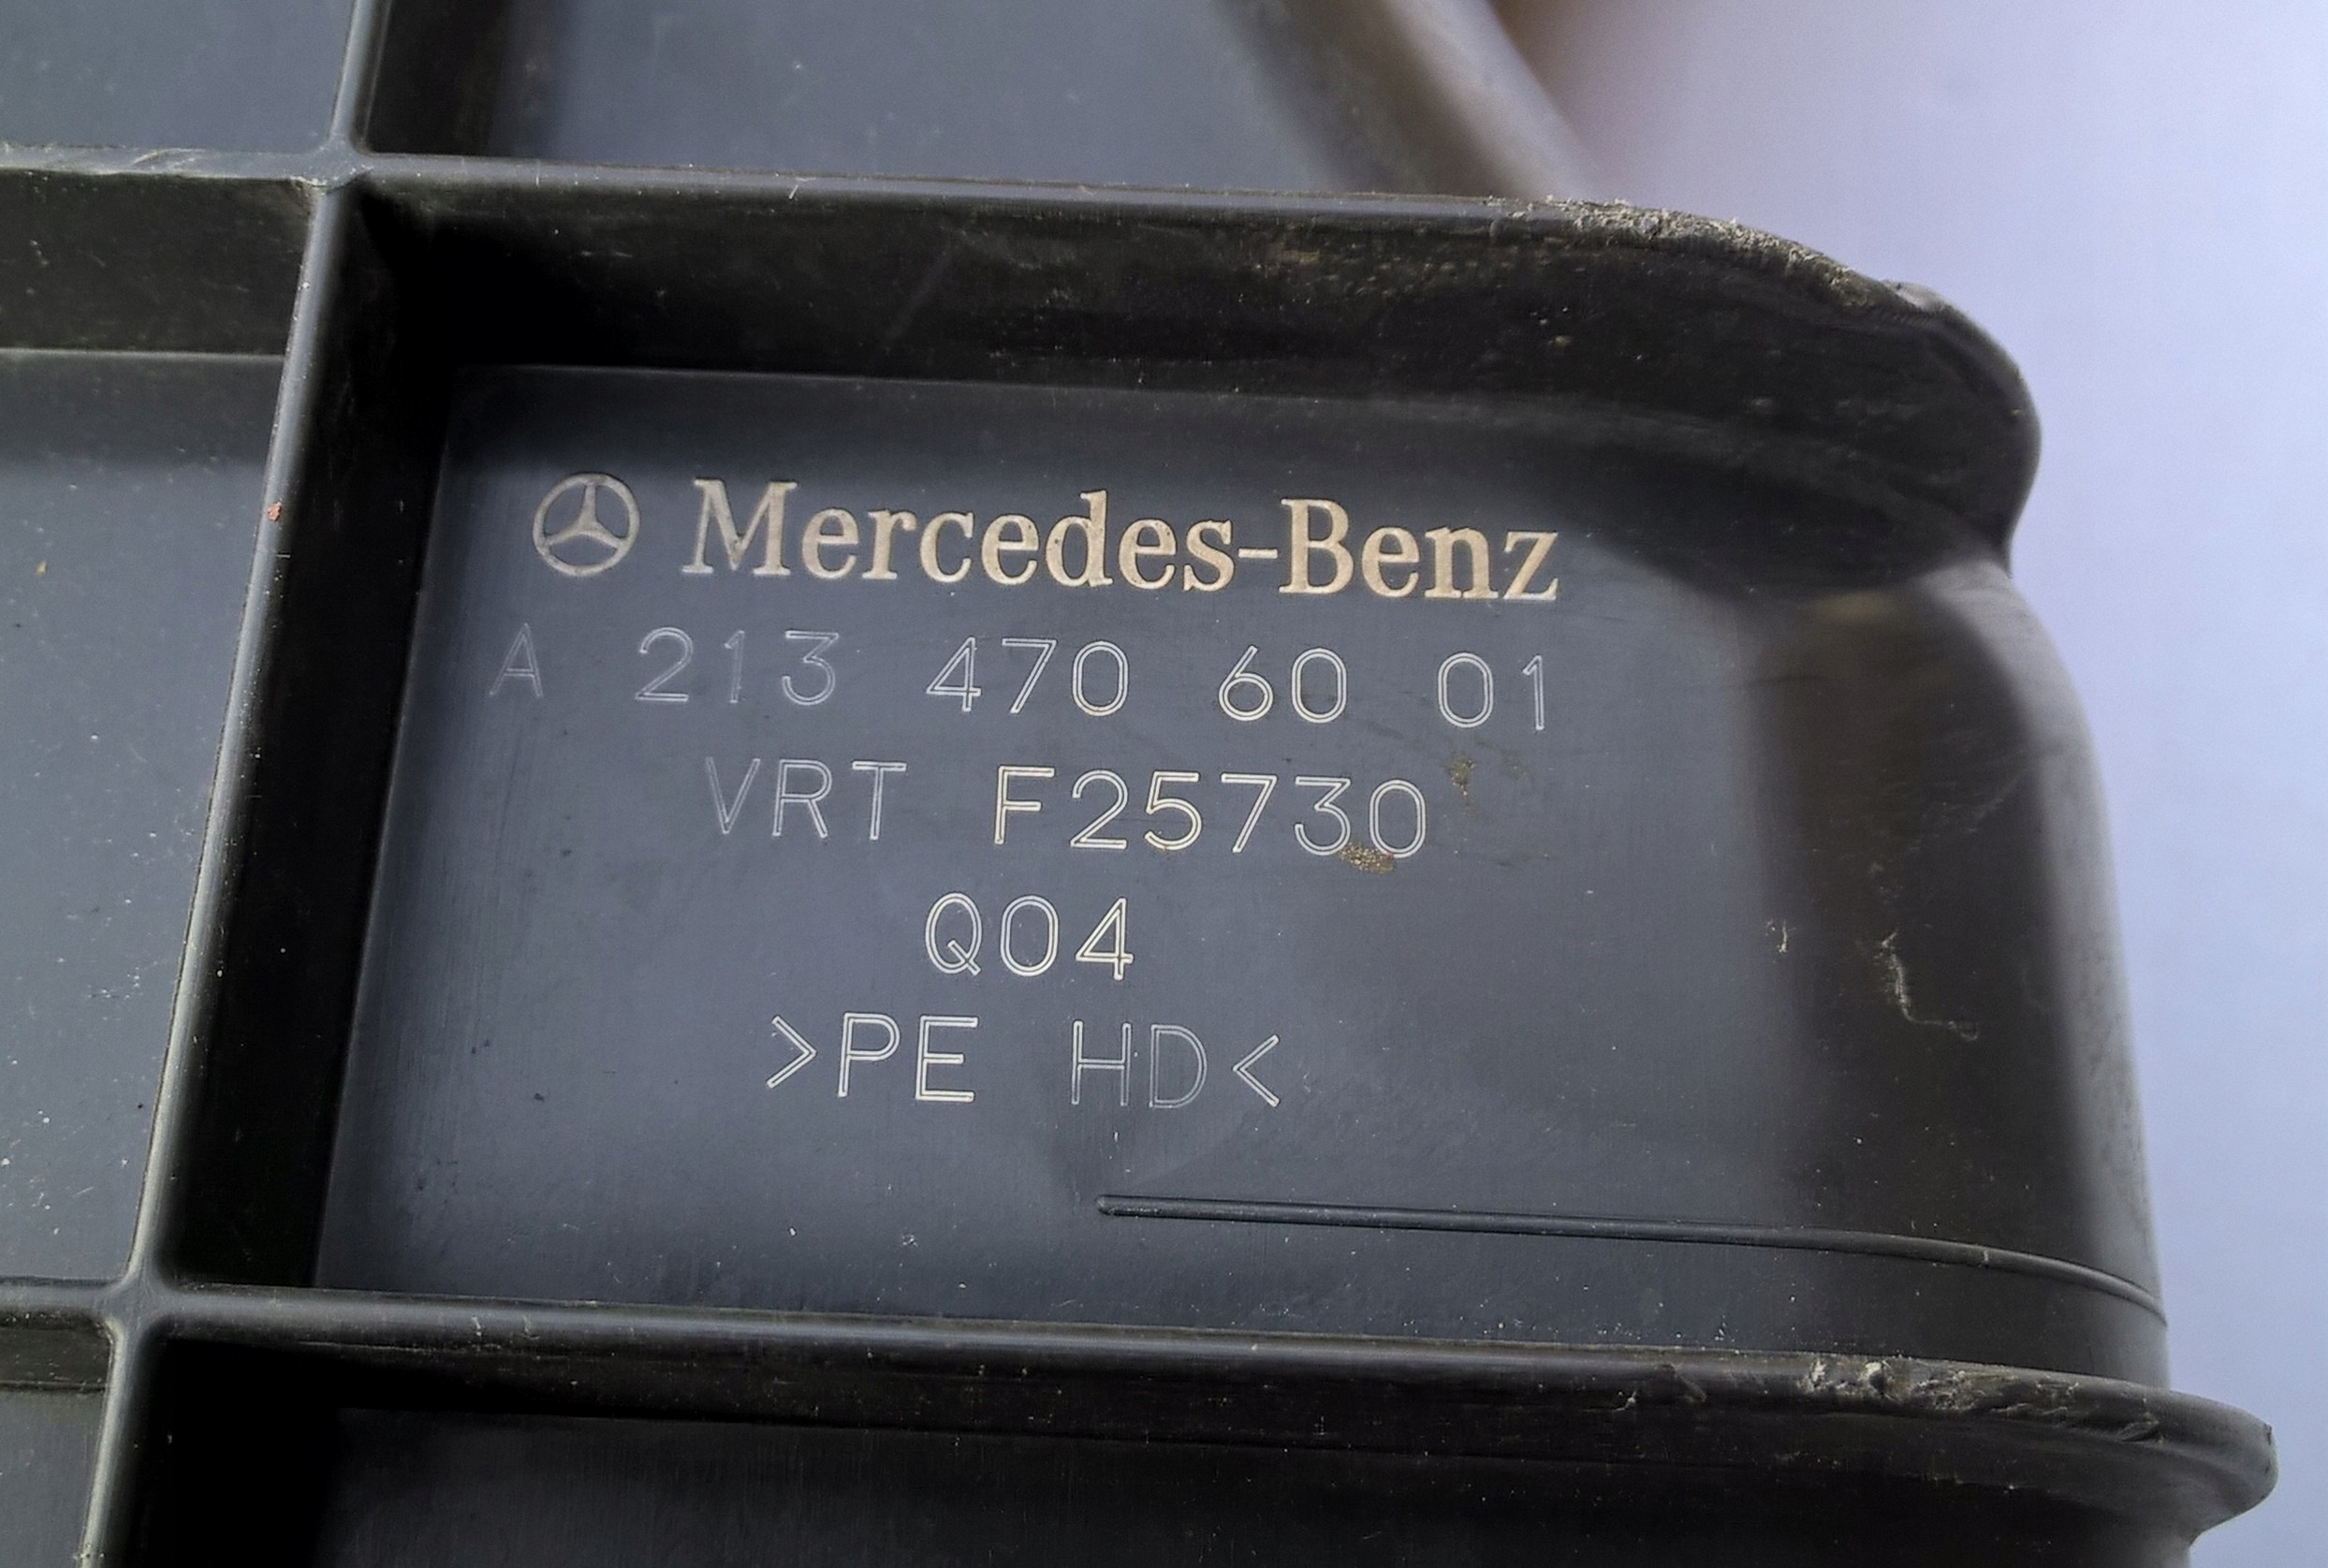 Mercedes-Benz
A 213 470 60 01
VRT F25730
Q04
>PE HD<